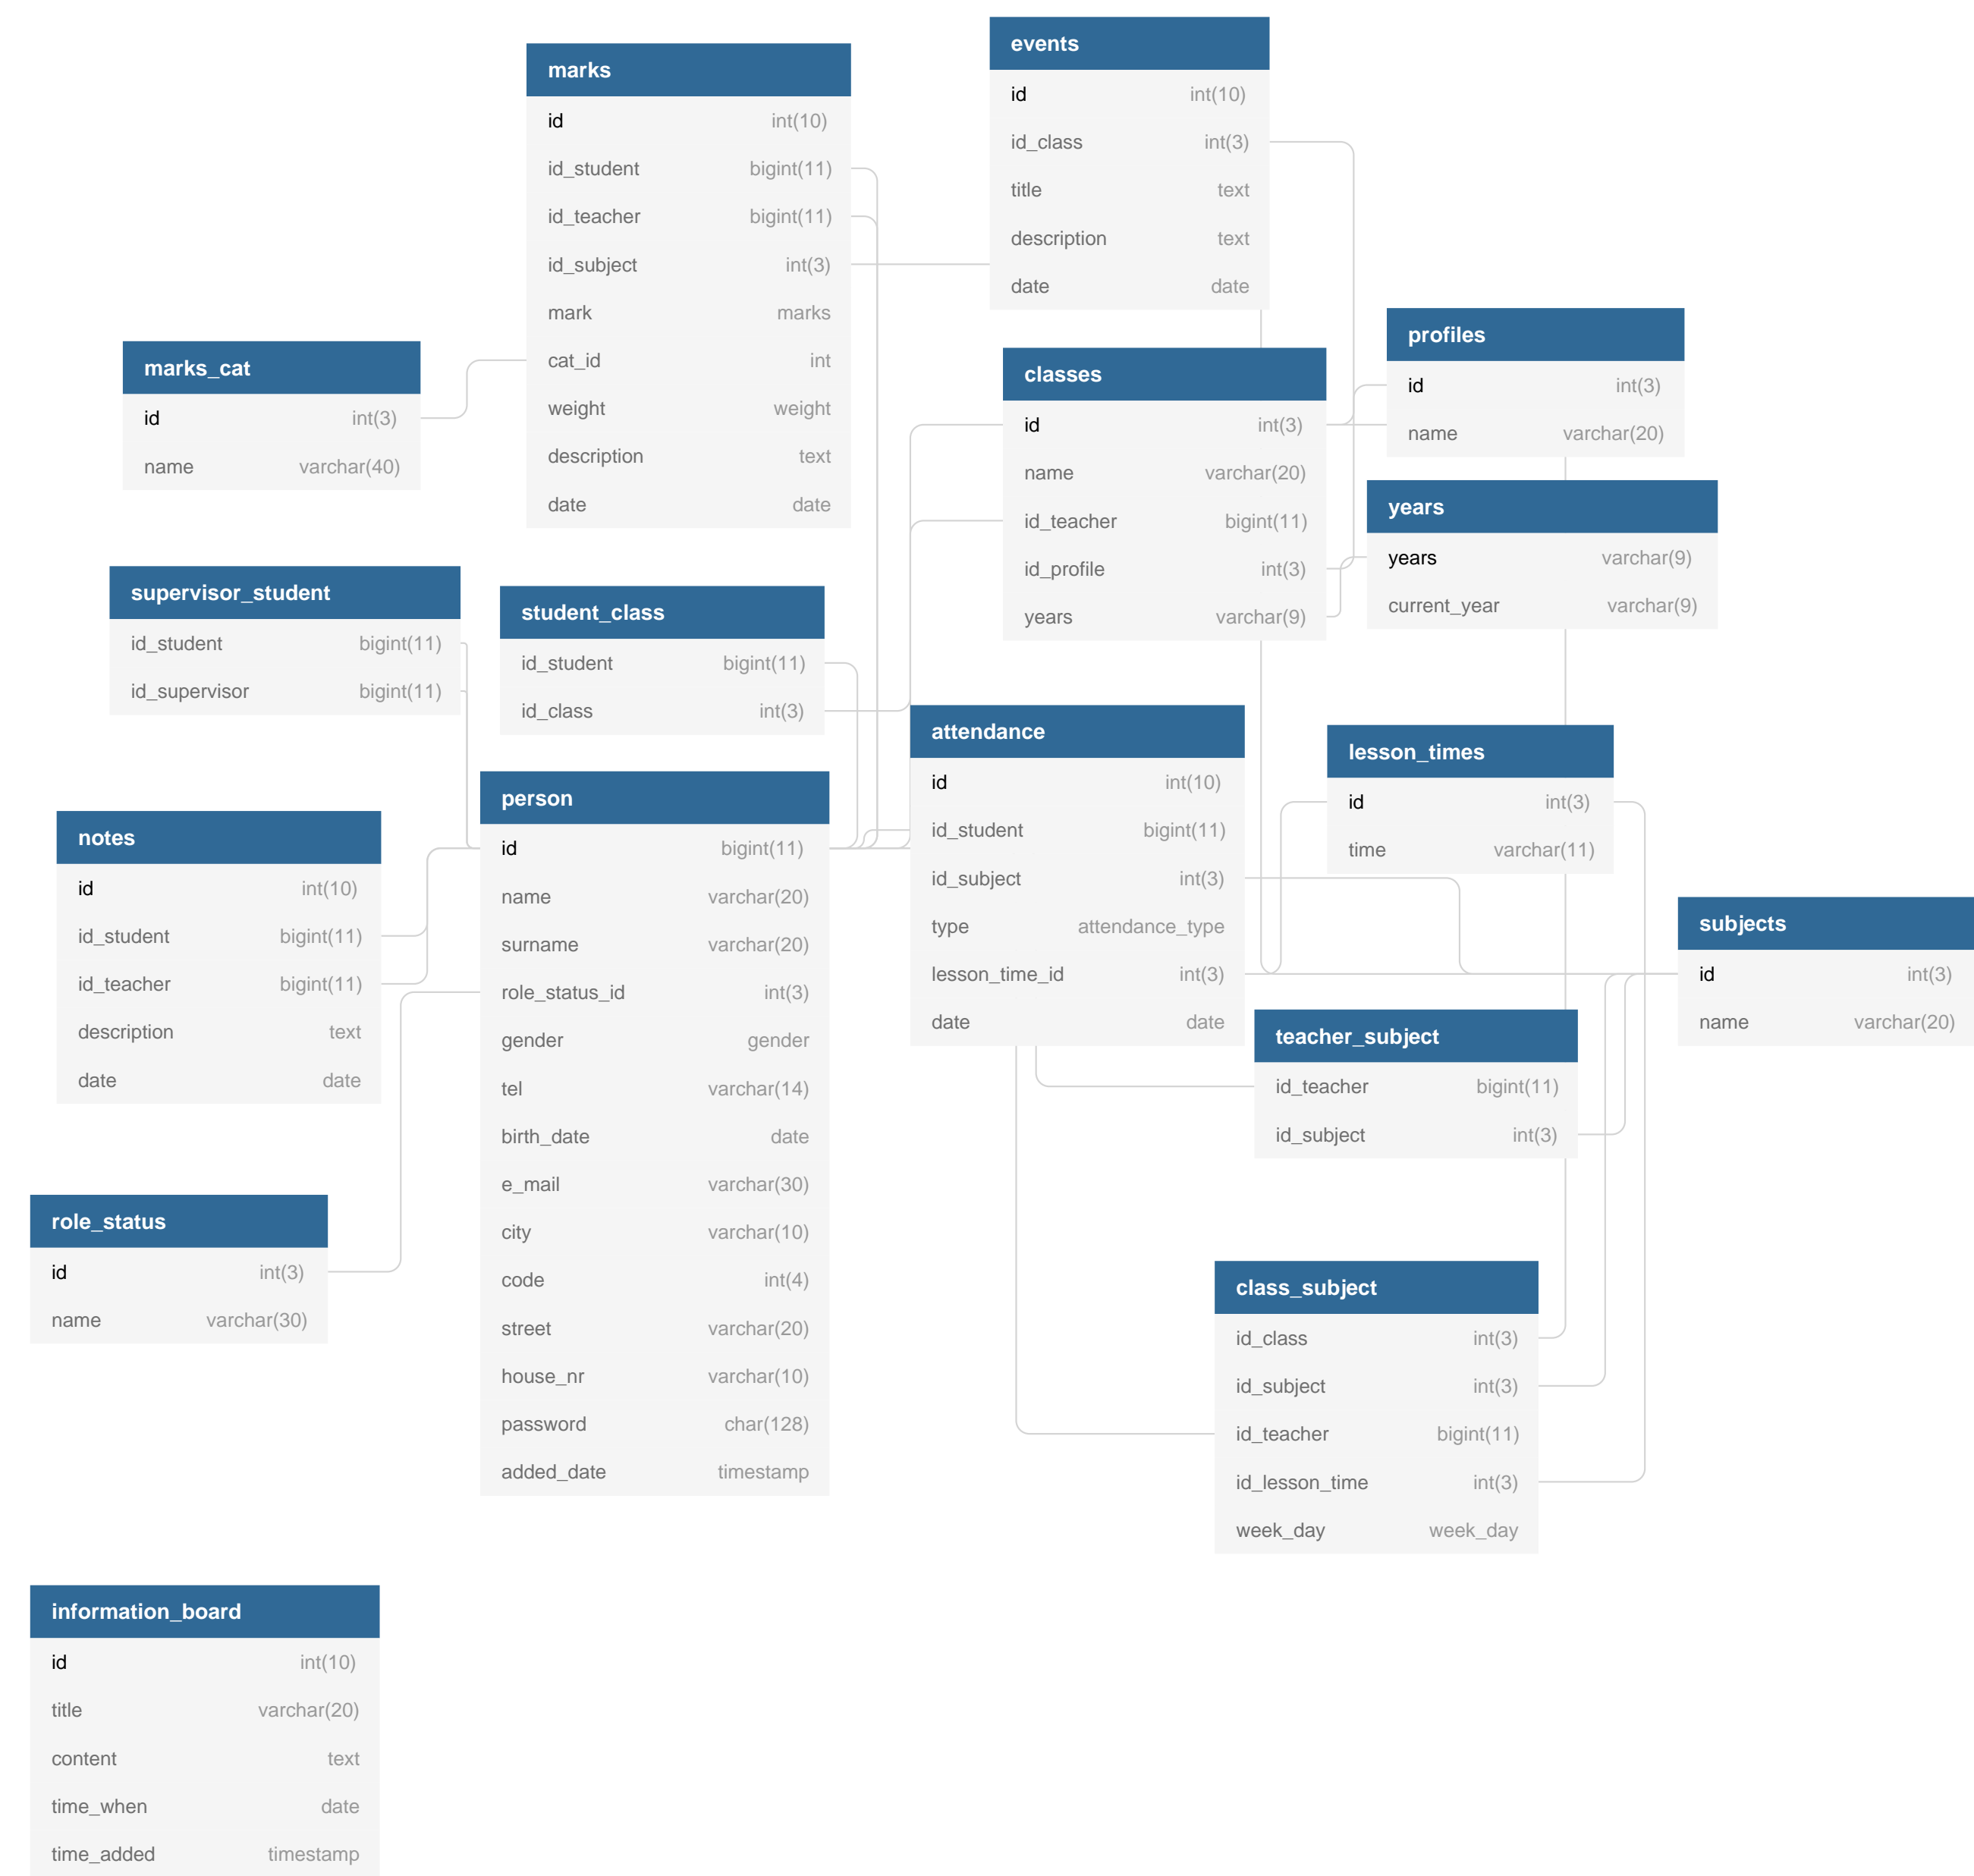 events
id int(10)
id_class int(3)
title text
description text
date date
marks
id int(10)
id_student bigint(11)
id_teacher bigint(11)
id_subject int(3)
mark marks
cat_id int
weight weight
description text
date date
profiles
id int(3)
name varchar(20)
marks_cat
id int(3)
name varchar(40)
classes
id int(3)
name varchar(20)
id_teacher bigint(11)
id_profile int(3)
years varchar(9)
years
years varchar(9)
current_year varchar(9)
supervisor_student
id_student bigint(11)
id_supervisor bigint(11)
student_class
id_student bigint(11)
id_class int(3)
attendance
id int(10)
id_student bigint(11)
id_subject int(3)
type attendance_type
lesson_time_id int(3)
date date
lesson_times
id int(3)
time varchar(11)
person
id bigint(11)
name varchar(20)
surname varchar(20)
role_status_id int(3)
gender gender
tel varchar(14)
birth_date date
e_mail varchar(30)
city varchar(10)
code int(4)
street varchar(20)
house_nr varchar(10)
password char(128)
added_date timestamp
notes
id int(10)
id_student bigint(11)
id_teacher bigint(11)
description text
date date
subjects
id int(3)
name varchar(20)
teacher_subject
id_teacher bigint(11)
id_subject int(3)
role_status
id int(3)
name varchar(30)
class_subject
id_class int(3)
id_subject int(3)
id_teacher bigint(11)
id_lesson_time int(3)
week_day week_day
information_board
id int(10)
title varchar(20)
content text
time_when date
time_added timestamp